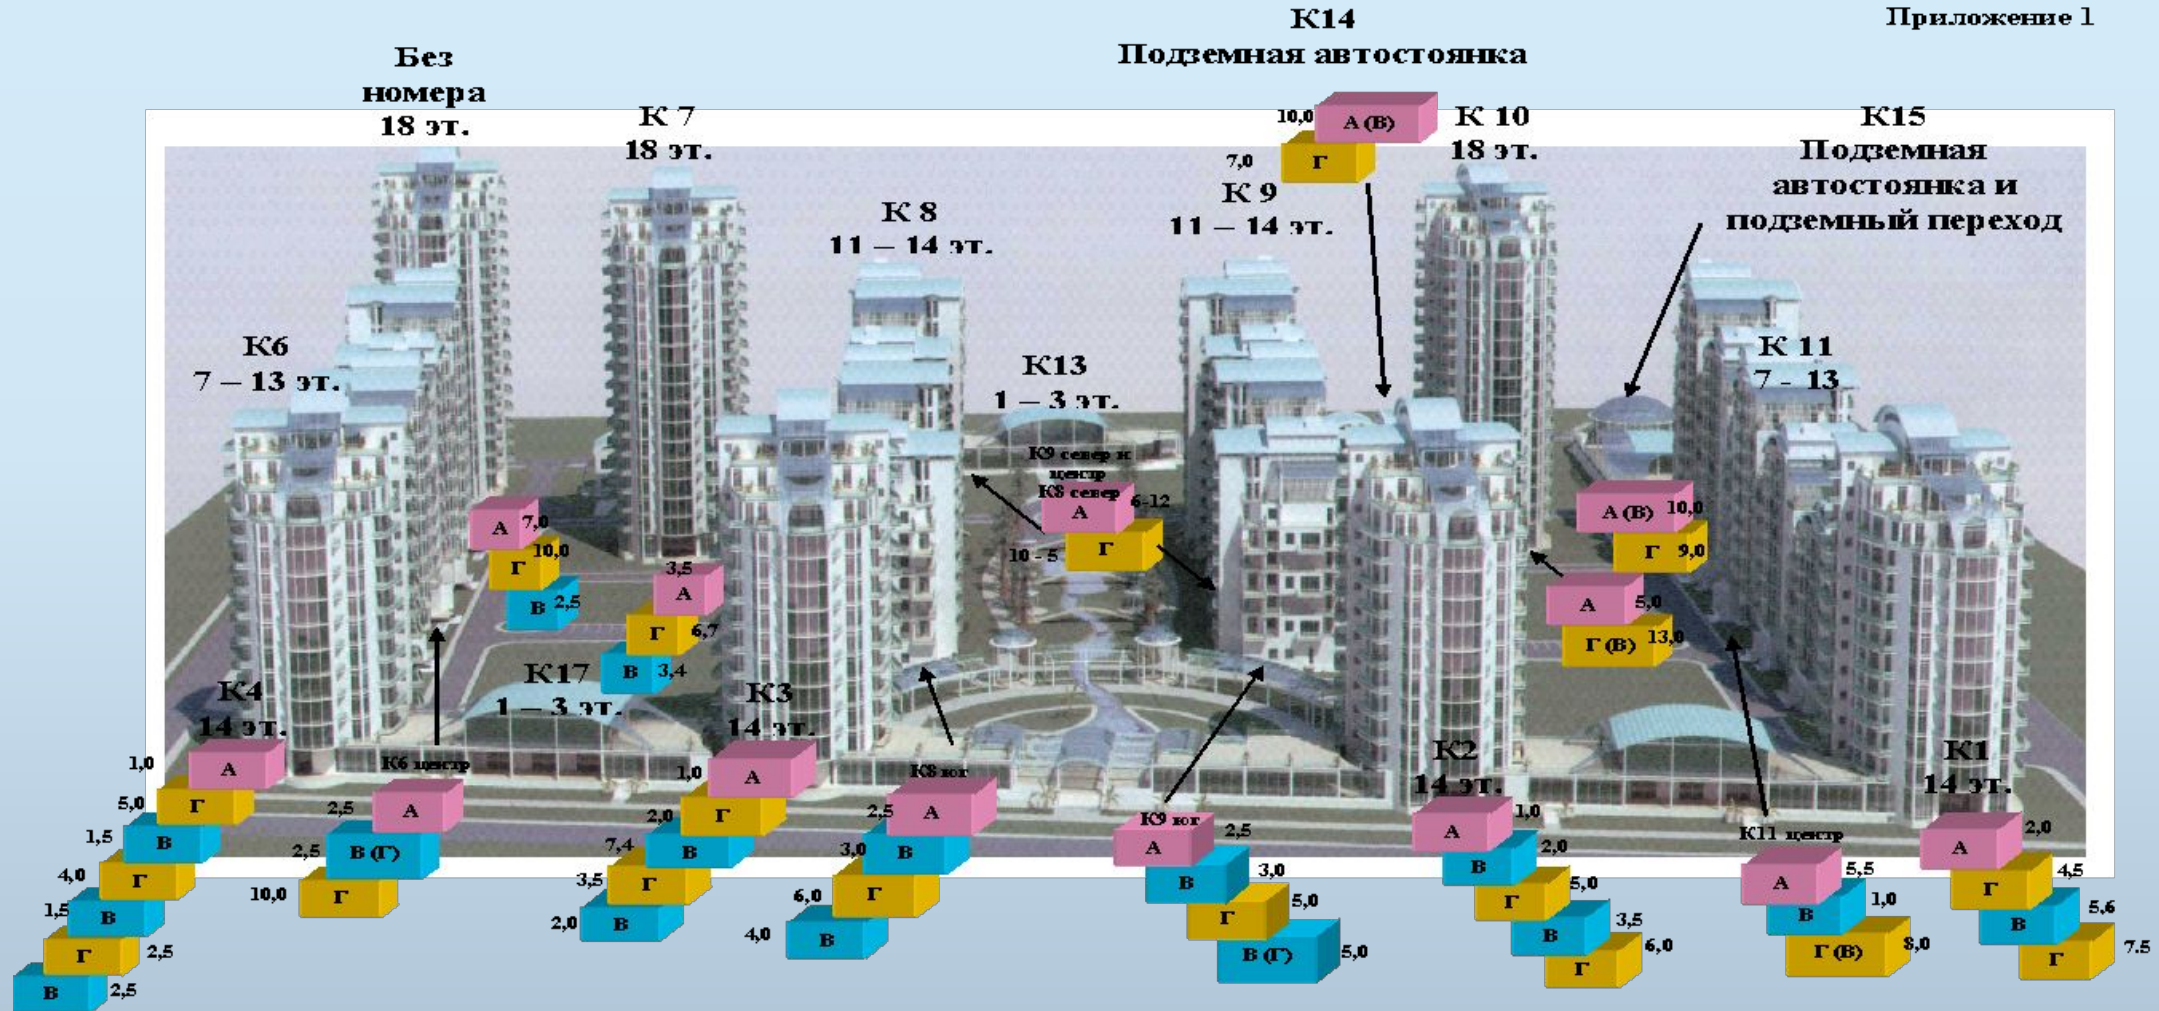 Приложение 1
К14
Подземная автостоянка
Без
номера
18 эт.
К 7
18 эт.
10,0
А (В)
7,0
Г
К 10
18 эт.
К15
Подземная
автостоянка и
подземный переход
К 8
11 – 14 эт.
К 9
11 – 14 эт.
К6
7 – 13 эт.
К13
1 – 3 эт.
К 11
7 - 13
К9 север и
центр
К8 север
А
6-12
10 - 5
Г
А
7,0
10,0
Г
В
2,5
3,5
А
Г
6,7
В
3,4
А (В)
10,0
Г
9,0
А
5,0
Г (В)
13,0
К17
1 – 3 эт.
К4
14 эт.
К3
14 эт.
К2
14 эт.
К1
14 эт.
1,0
А
5,0
Г
1,5
В
4,0
Г
1,5
В
Г
2,5
В
2,5
К6 центр
2,5
А
2,5
В (Г)
10,0
Г
1,0
А
2,0
Г
7,4
В
3,5
Г
2,0
В
К8 юг
2,5
А
3,0
В
6,0
Г
4,0
В
К9 юг
А
2,5
В
3,0
Г
5,0
В (Г)
5,0
А
1,0
В
2,0
Г
5,0
В
3,5
Г
6,0
К11 центр
А
5,5
В
1,0
Г (В)
8,0
А
2,0
Г
4,5
В
5,6
Г
7.5